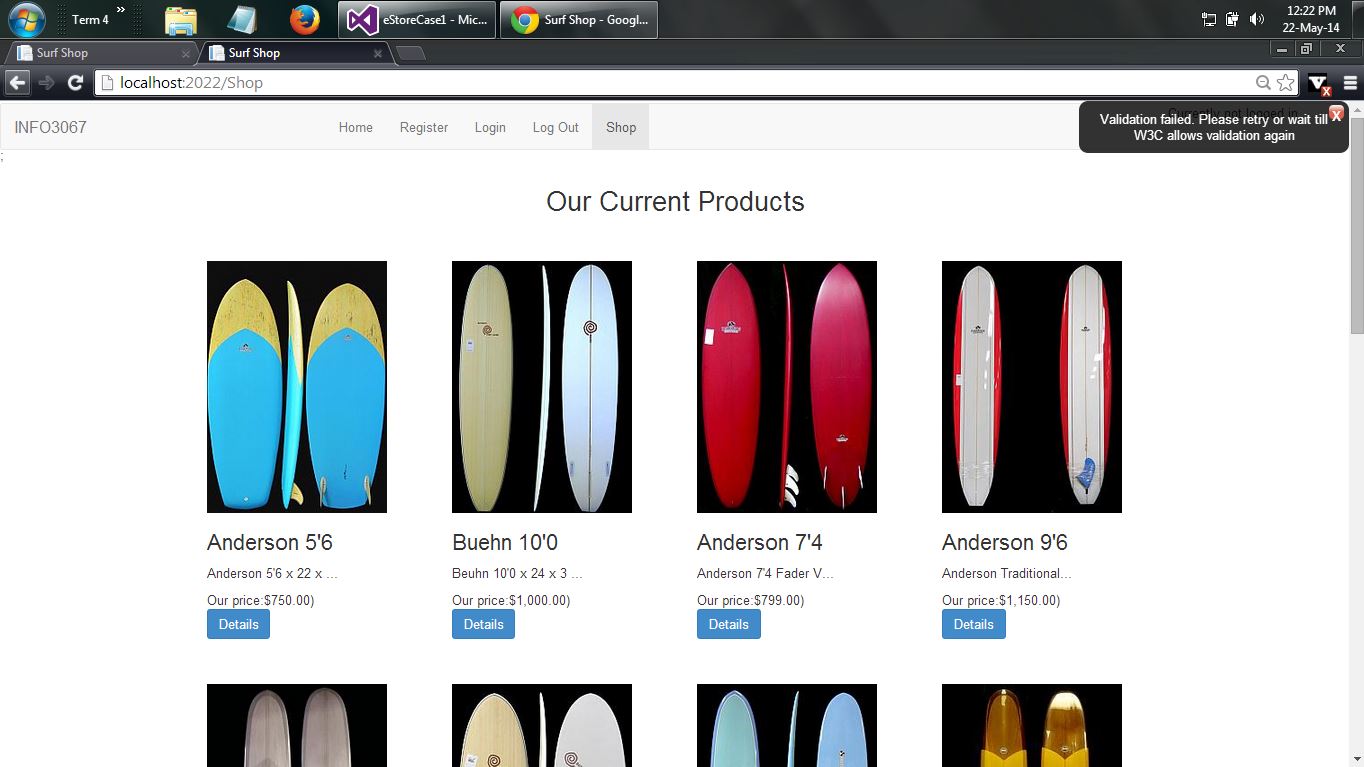 Term 4 »
eStoreCase1 - Mic...
Surf Shop - Googl...
12:22 PM
22-May-14
Surf Shop
Surf Shop
localhost:2022/Shop
INFO3067
Home
Register
Login
Log Out
Shop
Currently not logged in
Validation failed. Please retry or wait till
W3C allows validation again
;
Our Current Products
Anderson 5'6
Anderson 5'6 x 22 x ...
Our price:$750.00)
Details
Buehn 10'0
Beuhn 10'0 x 24 x 3 ...
Our price:$1,000.00)
Details
Anderson 7'4
Anderson 7'4 Fader V...
Our price:$799.00)
Details
Anderson 9'6
Anderson Traditional...
Our price:$1,150.00)
Details